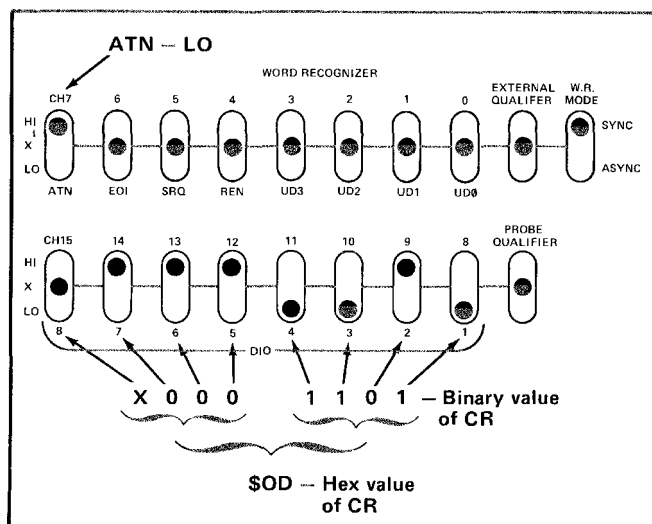 ATN – LO
WORD RECOGNIZER
EXTERNAL QUALIFER
W.R. MODE
CH7 6 5 4 3 2 1 0
HI
1
X
LO
SYNC
ASYNC
ATN EOI SRQ REN UD3 UD2 UD1 UD0
PROBE QUALIFIER
CH15 14 13 12 11 10 9 8
HI
X
LO
8 7 6 5 4 3 2 1
DIO
X 0 0 0 1 1 0 1 – Binary value
of CR
$OD – Hex value
of CR